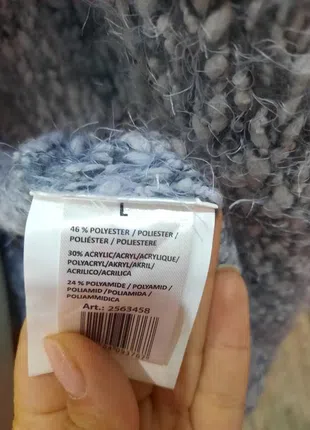 L
46 % POLYESTER / POLIESTER /
POLIÉSTER / POLIESTERE
30% ACRYLIC/ACRYL/ACRYLIQUE/
POLYACRYL/AKRYL/AKRIL/
ACRILICO/ACRILICA
24 % POLYAMIDE / POLYAMID /
POLIAMID / POLIAMIDA /
POLIAMMIDICA
Art.: 2563458